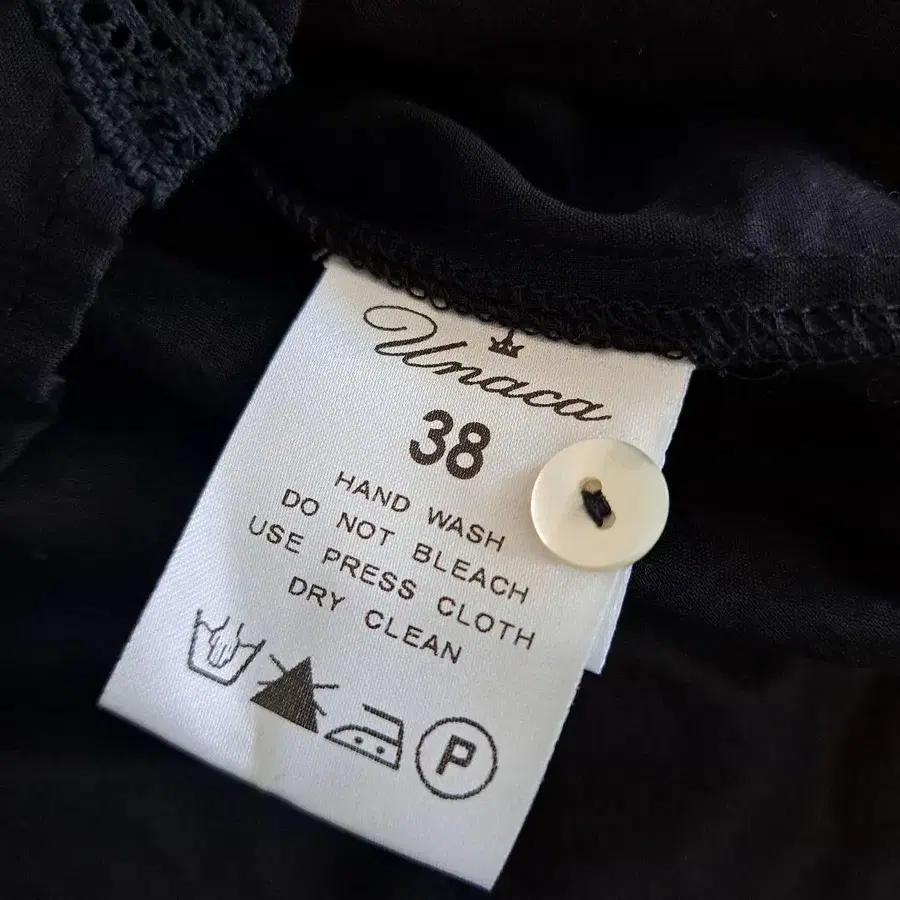 Unaca
38
HAND WASH
DO NOT BLEACH
USE PRESS CLOTH
DRY CLEAN
P